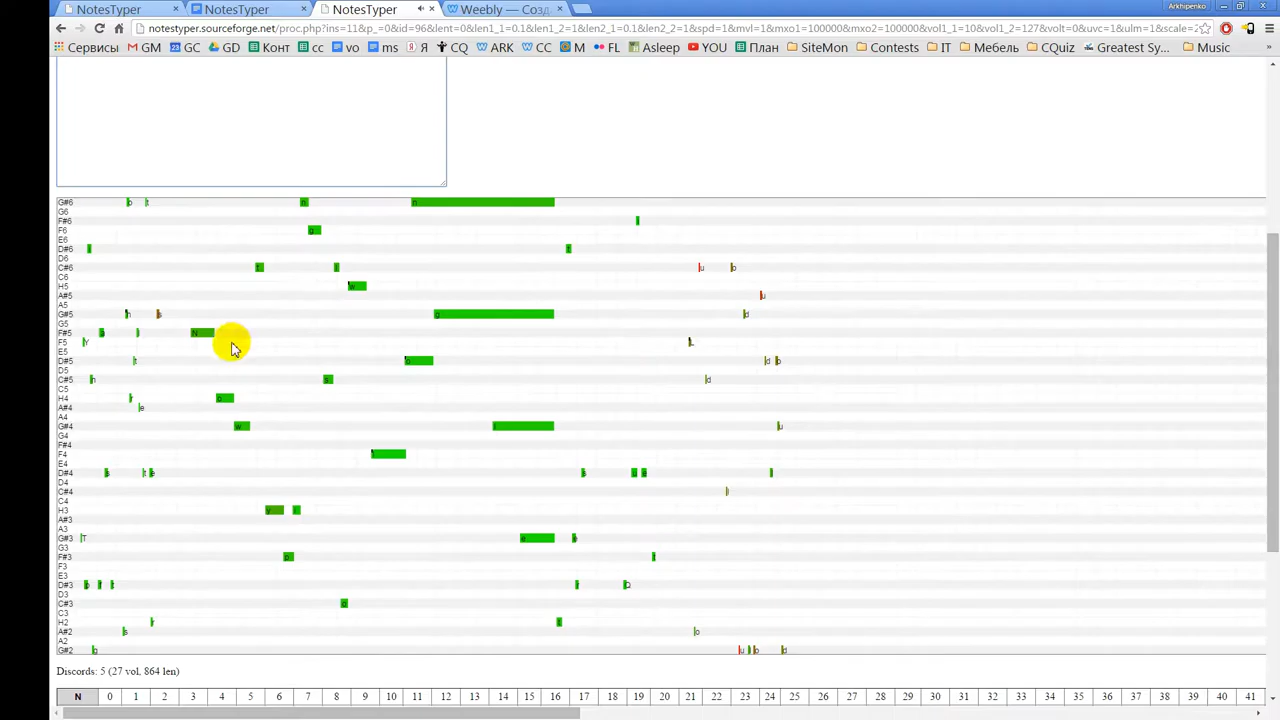 NotesTyper × NotesTyper × NotesTyper × Weebly — Созд ×
Arkhipenko
notestyper.sourceforge.net/proc.php?ins=11&p_=0&id=96&lent=0&len1_1=0.1&len1_2=1&len2_1=0.1&len2_2=1&spd=1&mvl=1&mxo1=100000&mxo2=100000&vol1_1=10&vol1_2=127&volt=0&uvc=1&ulm=1&scale=
Сервисы GM GC GD Конт vo ms Я CQ ARK CC M FL Asleep YOU План SiteMon Contests IT Мебель CQuiz Greatest Sy... Music »
G#6 b t n n
G6
F#6
F6 g
E6
D#6 t
D6
C#6 u o
C6
H5 w
A#5 u
A5
G#5 h s g d
G5
F#5 a N
F5 Y L
E5
D#5 t o d o
D5
C#5 h s d
C5
H4 r o
A#4 e
A4
G#4 w u
G4
F#4
F4
E4
D#4 s t e s u e
D4
C#4
C4
H3 y
A#3
A3
G#3 T e e
G3
F#3 p
F3
E3
D#3 p f t r
D3
C#3 o
C3
H2 r
A#2 s o
A2
G#2 g u o d
Discords: 5 (27 vol, 864 len)
N 0 1 2 3 4 5 6 7 8 9 10 11 12 13 14 15 16 17 18 19 20 21 22 23 24 25 28 29 30 31 32 33 34 35 36 37 38 39 40 41